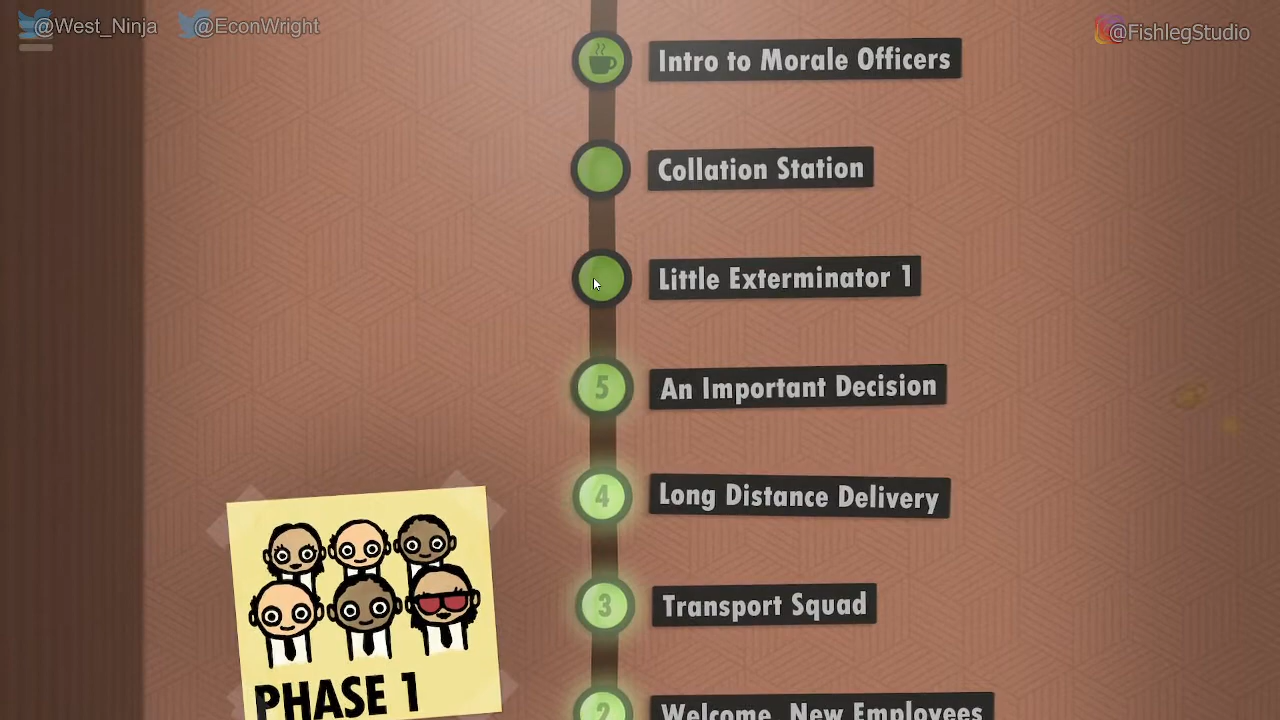 @West_Ninja
@EconWright
@FishlegStudio
Intro to Morale Officers
Collation Station
Little Exterminator 1
5
An Important Decision
4
Long Distance Delivery
3
Transport Squad
2
Welcome, New Employees
PHASE 1